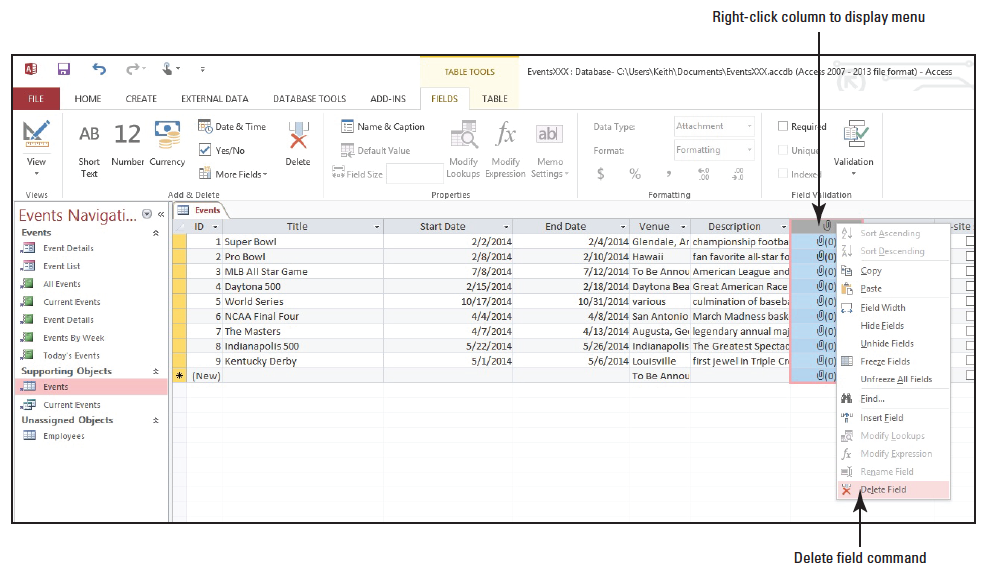 Right-click column to display menu
TABLE TOOLS EventsXXX : Database- C:\Users\Keith\Documents\EventsXXX.accdb (Access 2007 - 2013 file format) - Access
FILE HOME CREATE EXTERNAL DATA DATABASE TOOLS ADD-INS FIELDS TABLE
View
Views
AB Short Text
12 Number
Currency
Date & Time
Yes/No
More Fields
Delete
Add & Delete
Name & Caption
Default Value
Field Size
Modify Lookups
fx Modify Expression
ab Memo Settings
Properties
Data Type: Attachment
Format: Formatting
$ % , .00 .00
Formatting
Required
Unique
Indexed
Validation
Field Validation
Events Navigati... «
Events
Event Details
Event List
All Events
Current Events
Event Details
Events By Week
Today's Events
Supporting Objects
Events
Current Events
Unassigned Objects
Employees
Events
ID Title Start Date End Date Venue Description -site
1 Super Bowl 2/2/2014 2/4/2014 Glendale, Ar championship footba (0)
2 Pro Bowl 2/8/2014 2/10/2014 Hawaii fan favorite all-star fo (0)
3 MLB All Star Game 7/8/2014 7/12/2014 To Be Annou American League and (0)
4 Daytona 500 2/15/2014 2/18/2014 Daytona Bea Great American Race (0)
5 World Series 10/17/2014 10/31/2014 various culmination of baseba (0)
6 NCAA Final Four 4/4/2014 4/8/2014 San Antonio March Madness bask (0)
7 The Masters 4/7/2014 4/13/2014 Augusta, Geo legendary annual maj (0)
8 Indianapolis 500 5/22/2014 5/26/2014 Indianapolis The Greatest Spectac (0)
9 Kentucky Derby 5/1/2014 5/6/2014 Louisville first jewel in Triple Cr (0)
* (New) To Be Annou (0)
Sort Ascending
Sort Descending
Copy
Paste
Field Width
Hide Fields
Unhide Fields
Freeze Fields
Unfreeze All Fields
Find...
Insert Field
Modify Lookups
Modify Expression
Rename Field
Delete Field
Delete field command